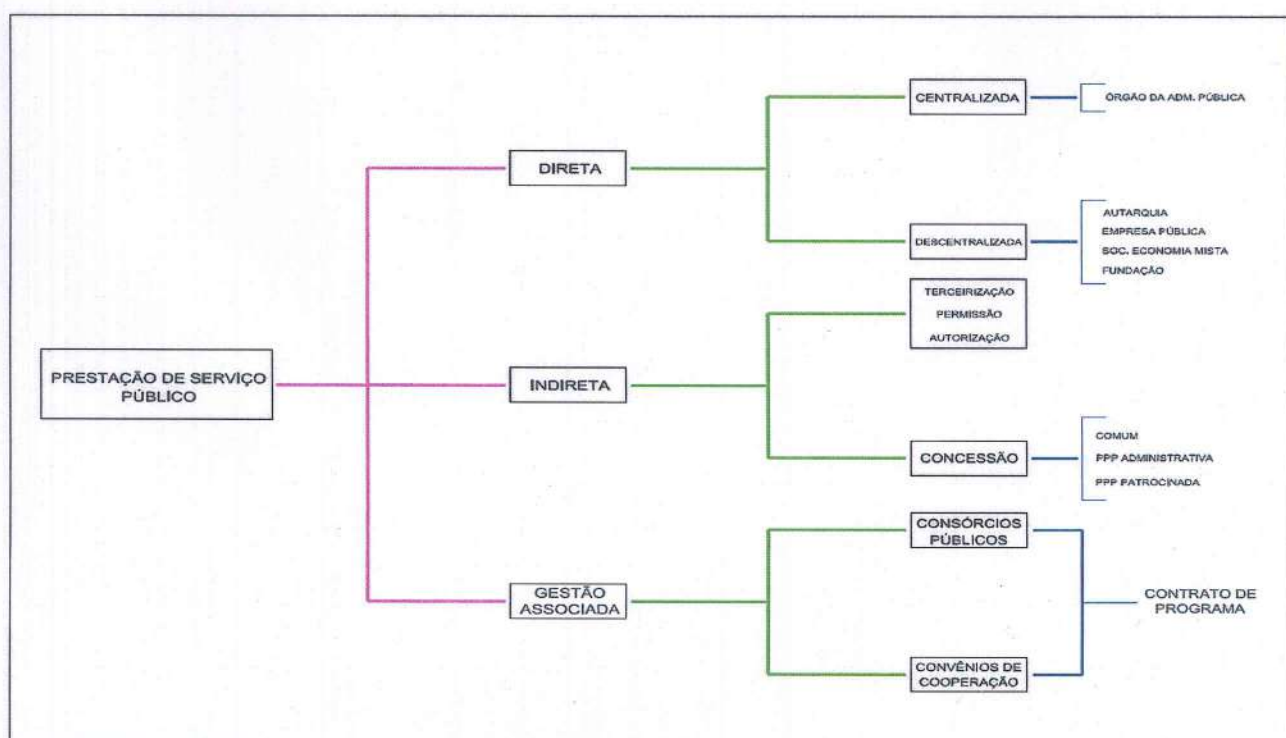 PRESTAÇÃO DE SERVIÇO
PÚBLICO
DIRETA
CENTRALIZADA
ÓRGÃO DA ADM. PÚBLICA
DESCENTRALIZADA
AUTARQUIA
EMPRESA PÚBLICA
SOC. ECONOMIA MISTA
FUNDAÇÃO
INDIRETA
TERCEIRIZAÇÃO
PERMISSÃO
AUTORIZAÇÃO
CONCESSÃO
COMUM
PPP ADMINISTRATIVA
PPP PATROCINADA
GESTÃO
ASSOCIADA
CONSÓRCIOS
PÚBLICOS
CONVÊNIOS DE
COOPERAÇÃO
CONTRATO DE
PROGRAMA